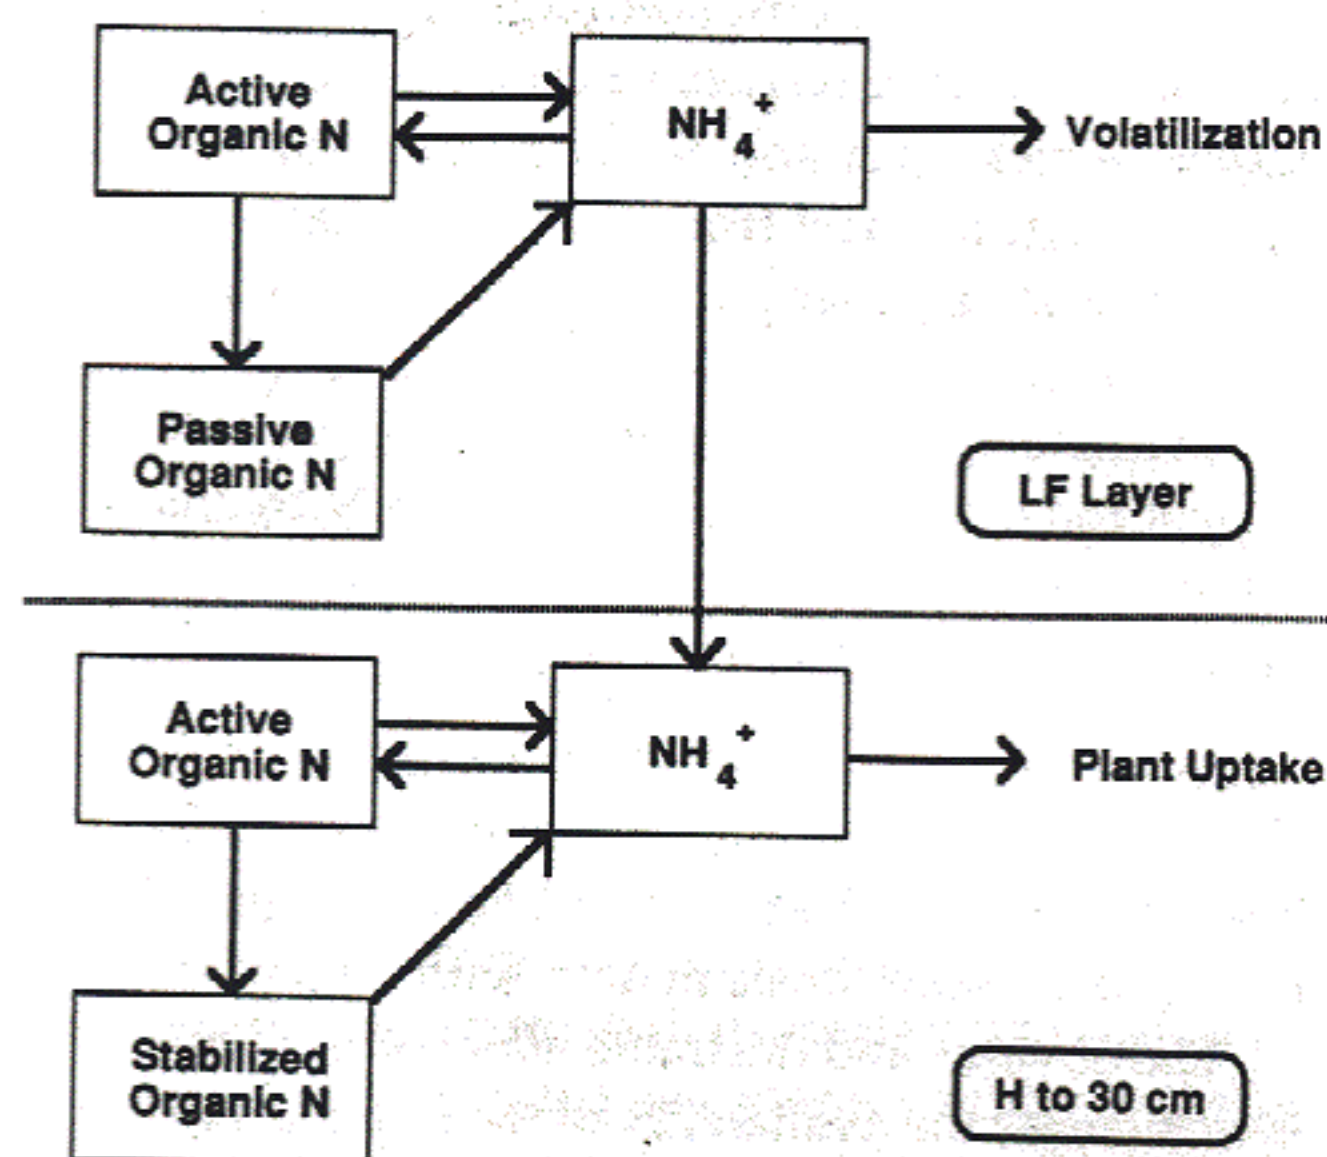 Active
Organic N
NH4+
Volatilization
Passive
Organic N
LF Layer
Active
Organic N
NH4+
Plant Uptake
Stabilized
Organic N
H to 30 cm